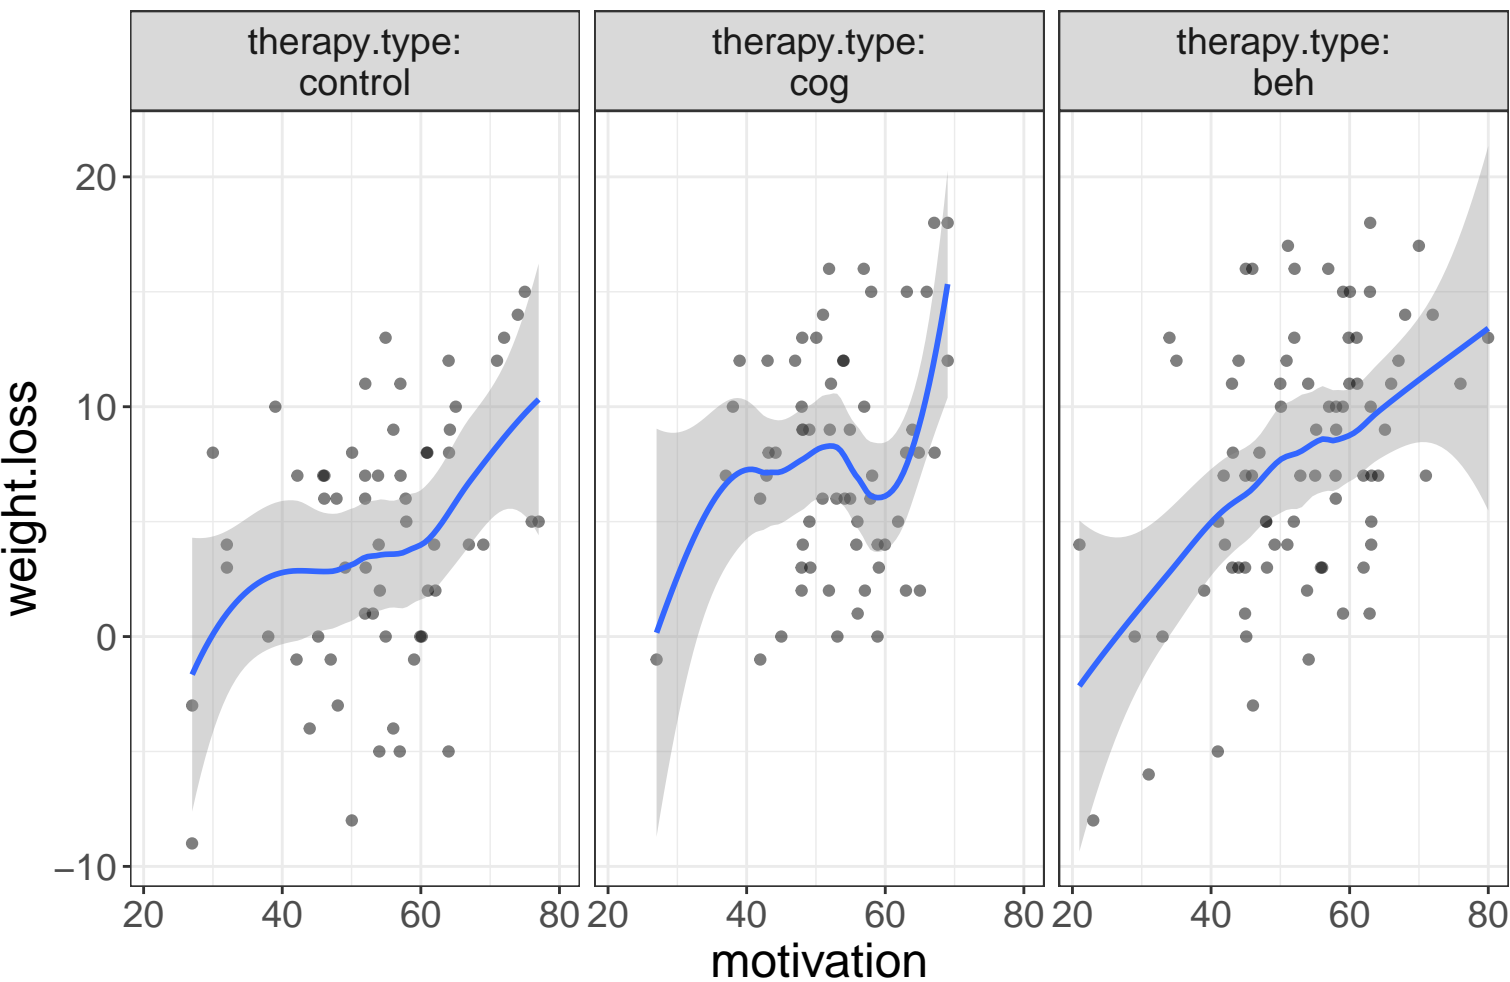 therapy.type:
control
therapy.type:
cog
therapy.type:
beh
weight.loss
20
10
0
−10
20 40 60 80
20 40 60 80
20 40 60 80
motivation